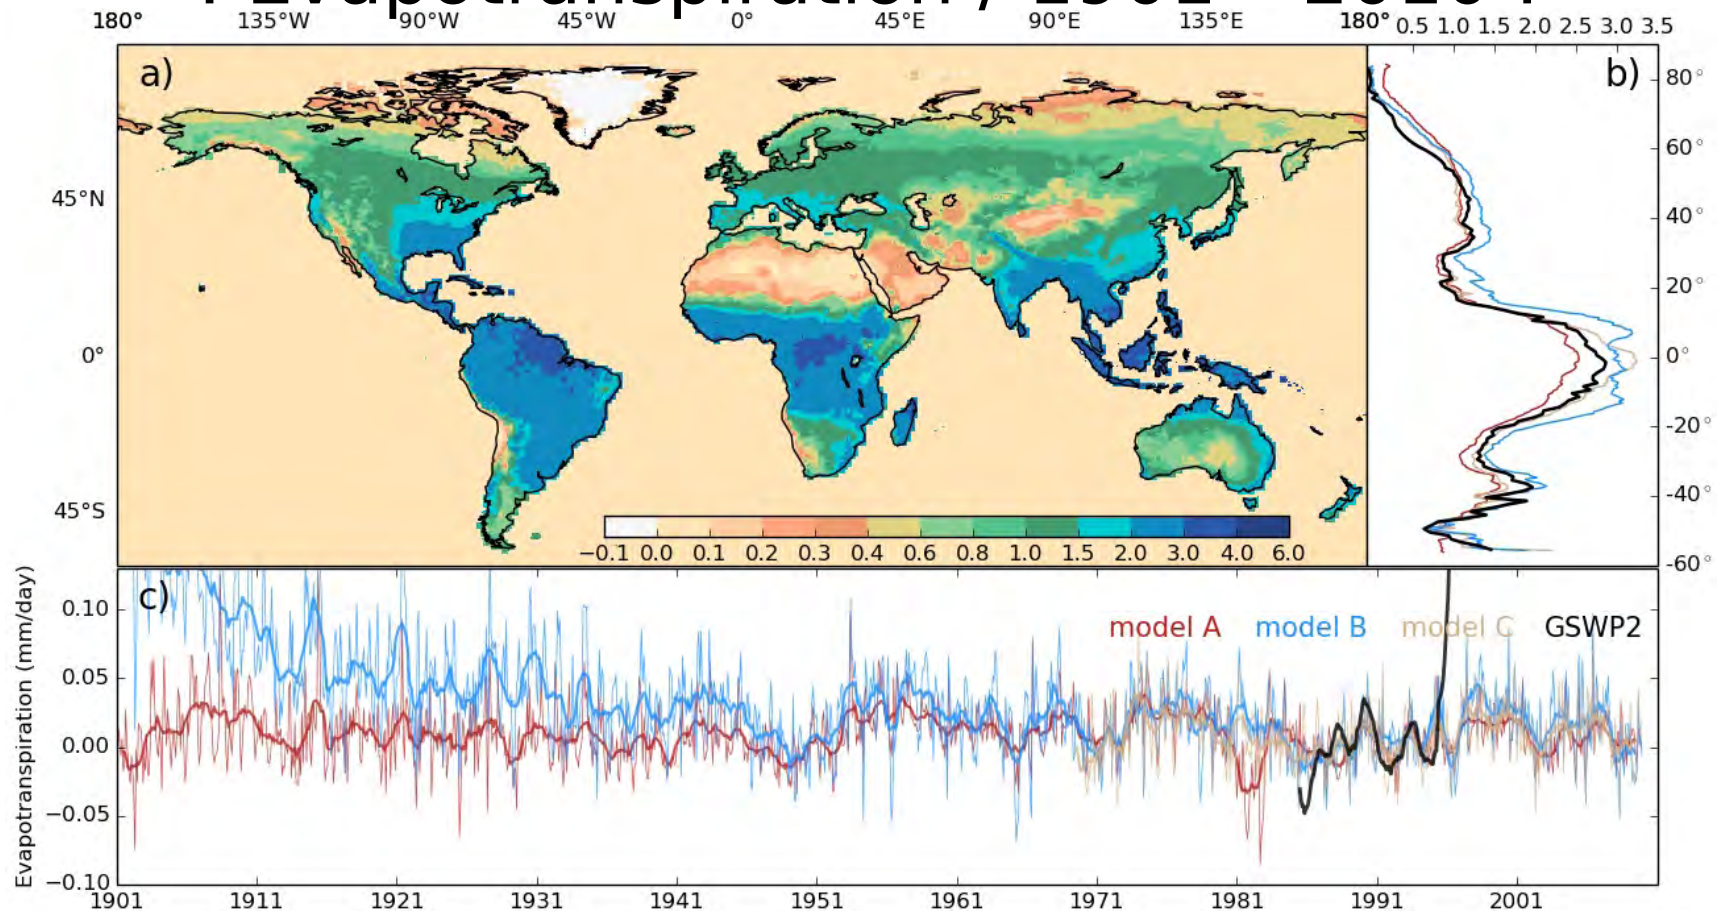 180° 135°W 90°W 45°W 0° 45°E 90°E 135°E 180° 0.5 1.0 1.5 2.0 2.5 3.0 3.5
a) b)
80°
60°
45°N
40°
20°
0° 0°
-20°
-40°
45°S
−0.1 0.0 0.1 0.2 0.3 0.4 0.6 0.8 1.0 1.5 2.0 3.0 4.0 6.0
-60°
Evapotranspiration (mm/day)
c)
model A model B model C GSWP2
0.10
0.05
0.00
−0.05
−0.10
1901 1911 1921 1931 1941 1951 1961 1971 1981 1991 2001